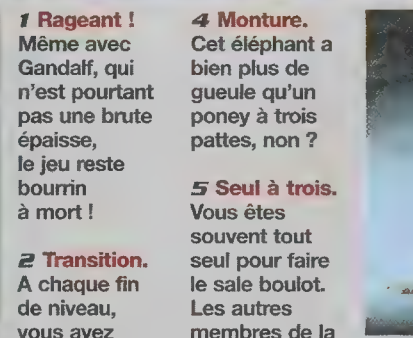 1 Rageant !
Même avec
Gandalf, qui
n'est pourtant
pas une brute
épaisse,
le jeu reste
bourrin
à mort !
2 Transition.
A chaque fin
de niveau,
vous avez
4 Monture.
Cet éléphant a
bien plus de
gueule qu'un
poney à trois
pattes, non ?
5 Seul à trois.
Vous êtes
souvent tout
seul pour faire
le sale boulot.
Les autres
membres de la